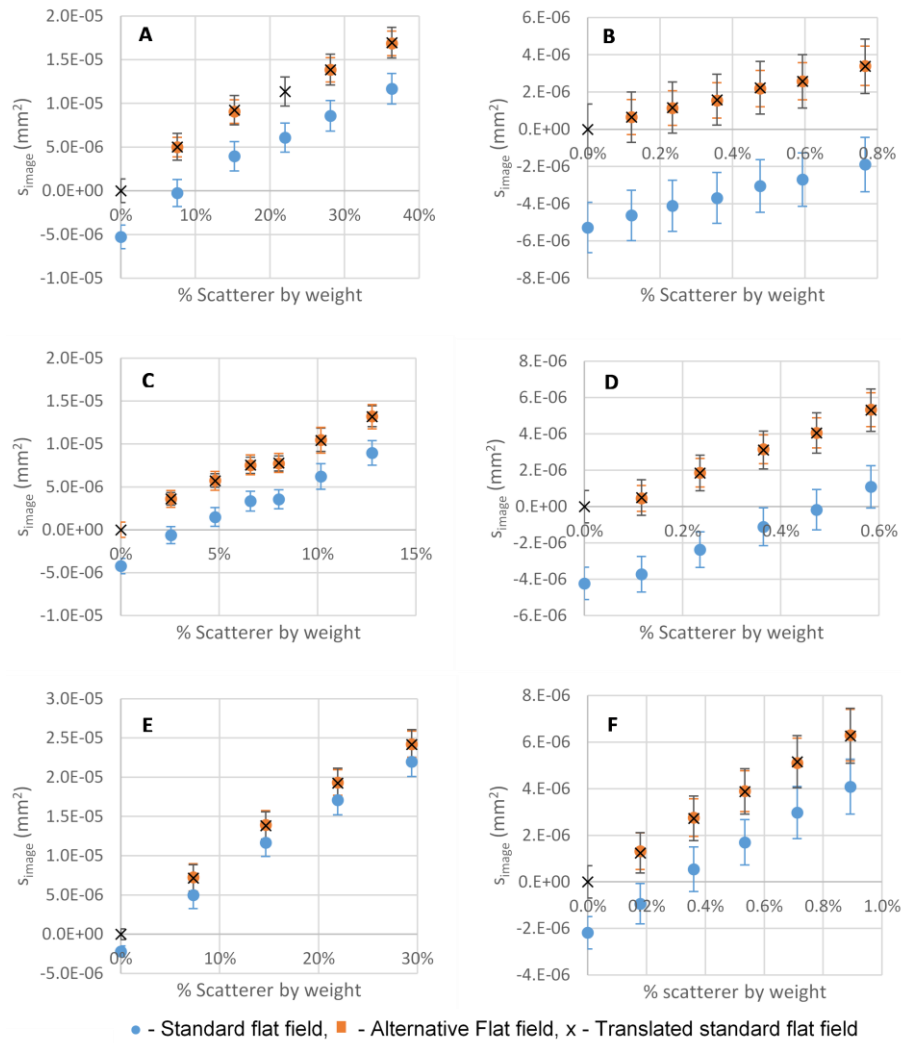 A
2.0E-05
1.5E-05
1.0E-05
5.0E-06
0.0E+00
-5.0E-06
-1.0E-05
s_image (mm²)
0% 10% 20% 30% 40%
% Scatterer by weight
B
6.E-06
4.E-06
2.E-06
0.E+00
-2.E-06
-4.E-06
-6.E-06
-8.E-06
s_image (mm²)
0.0% 0.2% 0.4% 0.6% 0.8%
% Scatterer by weight
C
2.0E-05
1.5E-05
1.0E-05
5.0E-06
0.0E+00
-5.0E-06
-1.0E-05
s_image (mm²)
0% 5% 10% 15%
% Scatterer by weight
D
8.E-06
6.E-06
4.E-06
2.E-06
0.E+00
-2.E-06
-4.E-06
-6.E-06
s_image (mm²)
0.0% 0.2% 0.4% 0.6%
% Scatterer by weight
E
3.0E-05
2.5E-05
2.0E-05
1.5E-05
1.0E-05
5.0E-06
0.0E+00
-5.0E-06
s_image (mm²)
0% 10% 20% 30%
% Scatterer by weight
F
8.E-06
6.E-06
4.E-06
2.E-06
0.E+00
-2.E-06
-4.E-06
s_image (mm²)
0.0% 0.2% 0.4% 0.6% 0.8% 1.0%
% scatterer by weight
- Standard flat field, - Alternative Flat field, x - Translated standard flat field